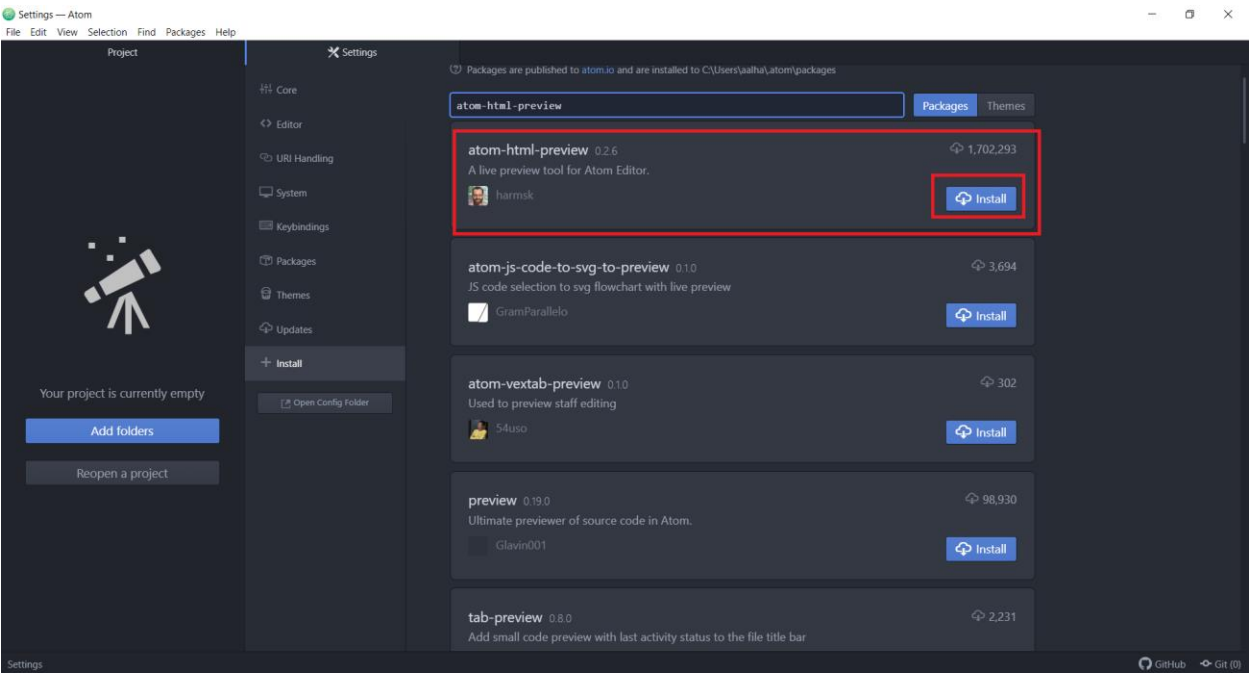 Settings — Atom
File Edit View Selection Find Packages Help
Project
Settings
Packages are published to atom.io and are installed to C:\Users\aalha\.atom\packages
Core
Editor
URI Handling
System
Keybindings
Packages
Themes
Updates
Install
Open Config Folder
Your project is currently empty
Add folders
Reopen a project
atom-html-preview
Packages Themes
atom-html-preview 0.2.6 1,702,293
A live preview tool for Atom Editor.
harmsk Install
atom-js-code-to-svg-to-preview 0.1.0 3,694
JS code selection to svg flowchart with live preview
GramParallelo Install
atom-vextab-preview 0.1.0 302
Used to preview staff editing
54uso Install
preview 0.19.0 98,930
Ultimate previewer of source code in Atom.
Glavin001 Install
tab-preview 0.8.0 2,231
Add small code preview with last activity status to the file title bar
Settings GitHub Git (0)